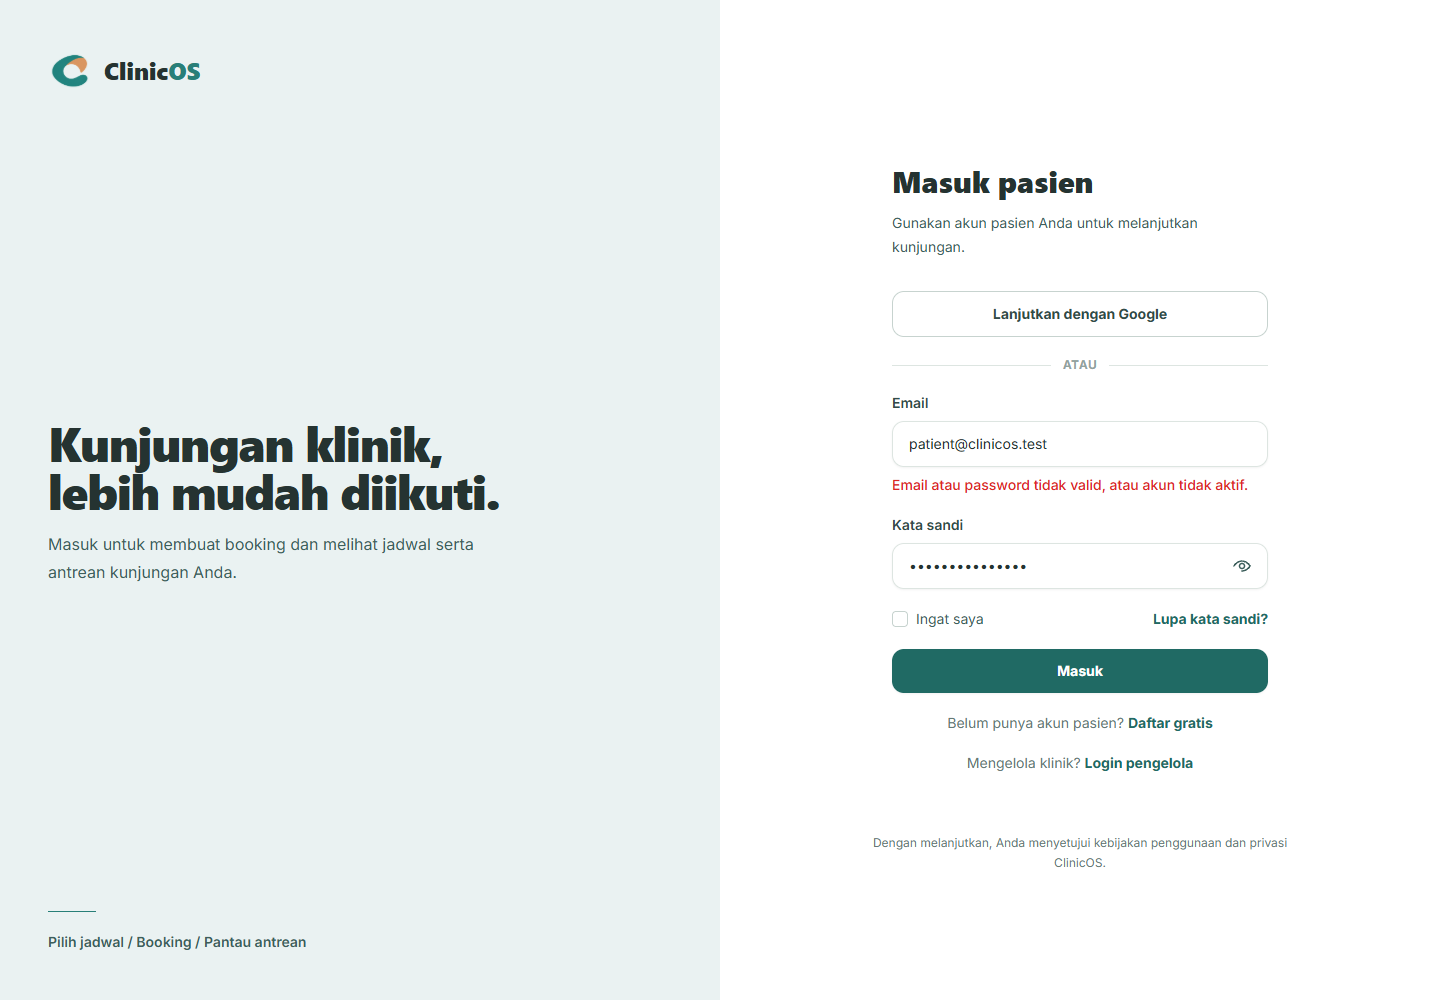 ClinicOS
Kunjungan klinik,
lebih mudah diikuti.
Masuk untuk membuat booking dan melihat jadwal serta
antrean kunjungan Anda.
Pilih jadwal / Booking / Pantau antrean
Masuk pasien
Gunakan akun pasien Anda untuk melanjutkan
kunjungan.
Lanjutkan dengan Google
ATAU
Email
patient@clinicos.test
Email atau password tidak valid, atau akun tidak aktif.
Kata sandi
•••••••••••••••
Ingat saya
Lupa kata sandi?
Masuk
Belum punya akun pasien? Daftar gratis
Mengelola klinik? Login pengelola
Dengan melanjutkan, Anda menyetujui kebijakan penggunaan dan privasi
ClinicOS.